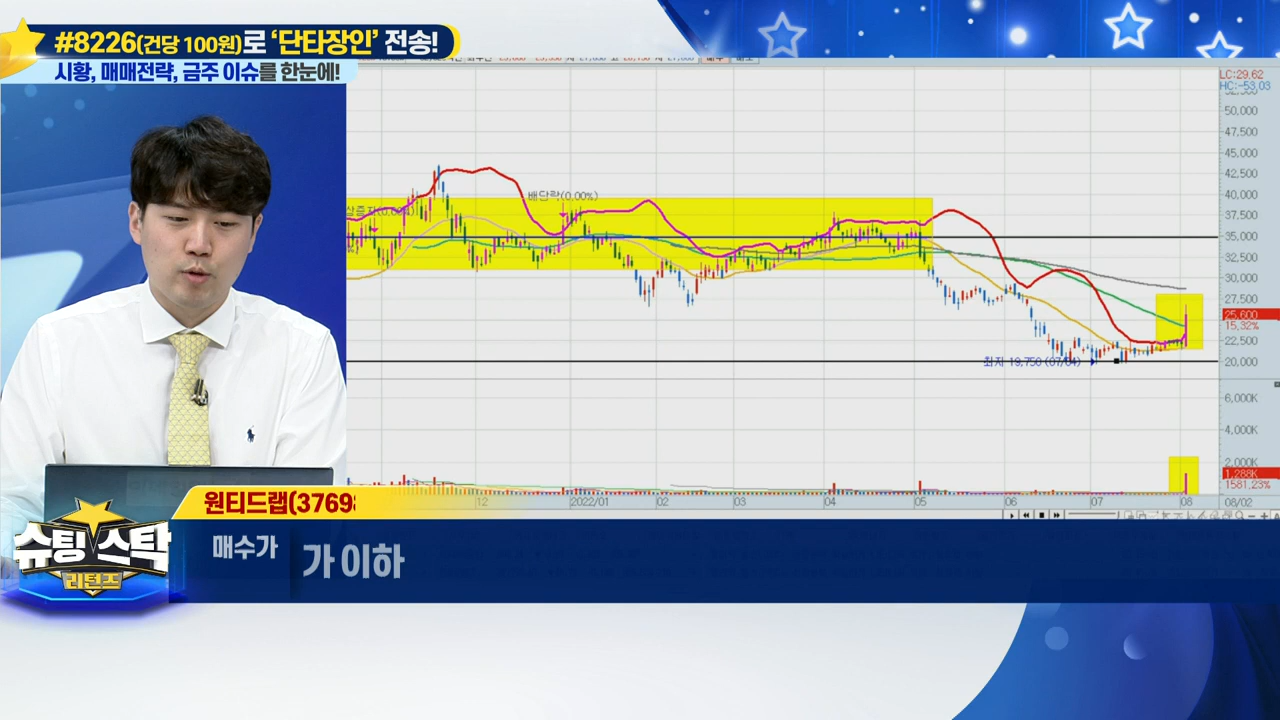 #8226(건당 100원)로 ‘단타장인’ 전송!
시황, 매매전략, 금주 이슈를 한눈에!
LC:29,62
HC:-53,03
50,000
47,500
45,000
42,500
40,000
37,500
35,000
32,500
30,000
27,500
25,600
15,32%
22,500
20,000
배당락(0,00%)
최저 19,750 (07/04)
6,000K
4,000K
2,000K
1,288K
1581,23%
12
2022/01
02
03
04
05
06
07
08
08/02
원티드랩(3769
매수가
가 이하
슈팅 스탁
리턴즈